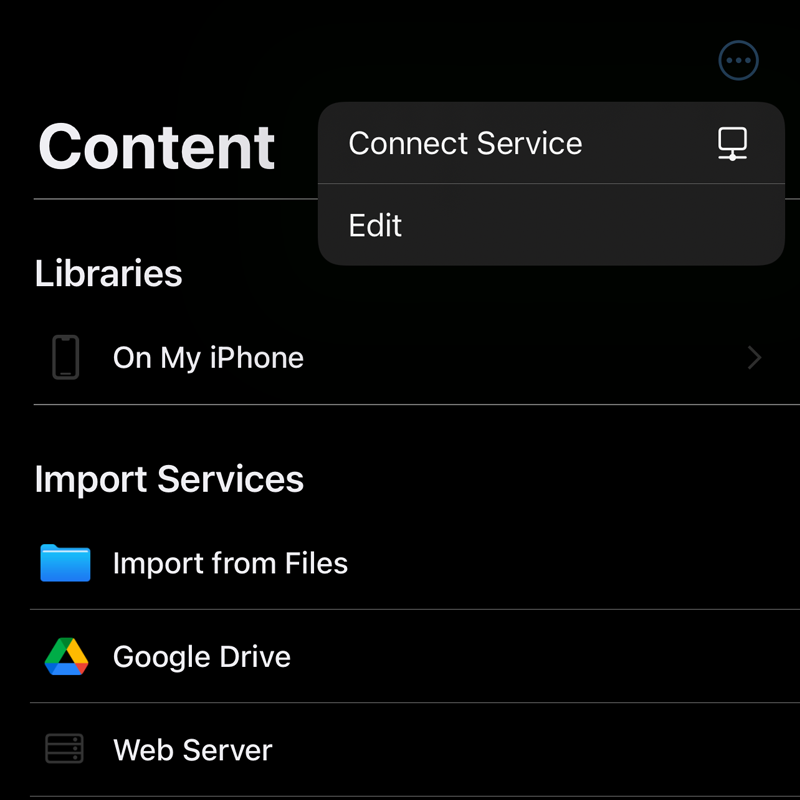 Content
Connect Service
Edit
Libraries
On My iPhone
Import Services
Import from Files
Google Drive
Web Server